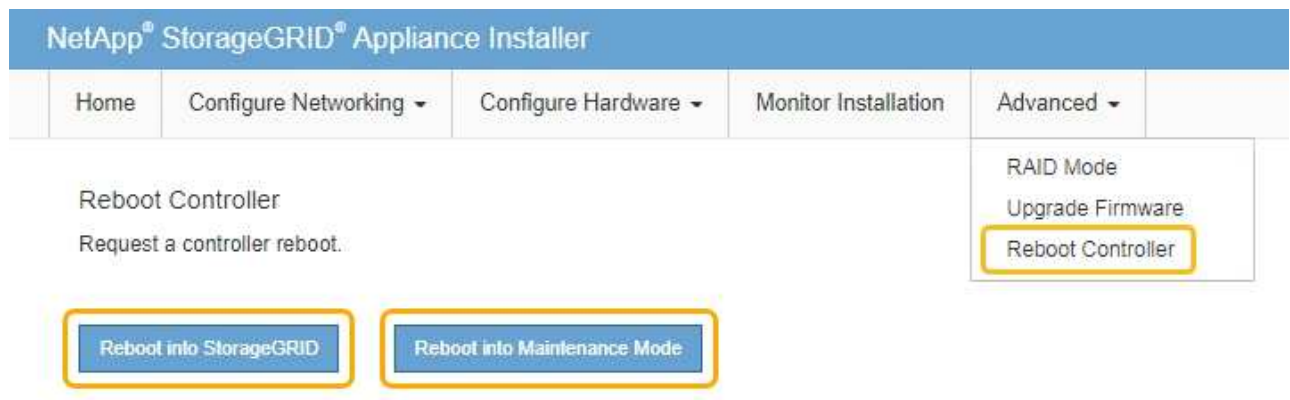 NetApp® StorageGRID® Appliance Installer
Home Configure Networking Configure Hardware Monitor Installation Advanced
RAID Mode
Upgrade Firmware
Reboot Controller
Reboot Controller
Request a controller reboot.
Reboot into StorageGRID Reboot into Maintenance Mode